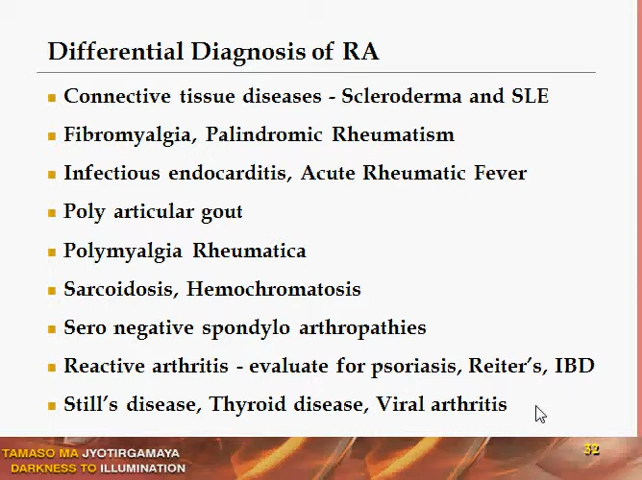 Differential Diagnosis of RA
Connective tissue diseases - Scleroderma and SLE
Fibromyalgia, Palindromic Rheumatism
Infectious endocarditis, Acute Rheumatic Fever
Poly articular gout
Polymyalgia Rheumatica
Sarcoidosis, Hemochromatosis
Sero negative spondylo arthropathies
Reactive arthritis - evaluate for psoriasis, Reiter's, IBD
Still's disease, Thyroid disease, Viral arthritis
TAMASO MA JYOTIRGAMAYA
DARKNESS TO ILLUMINATION
32